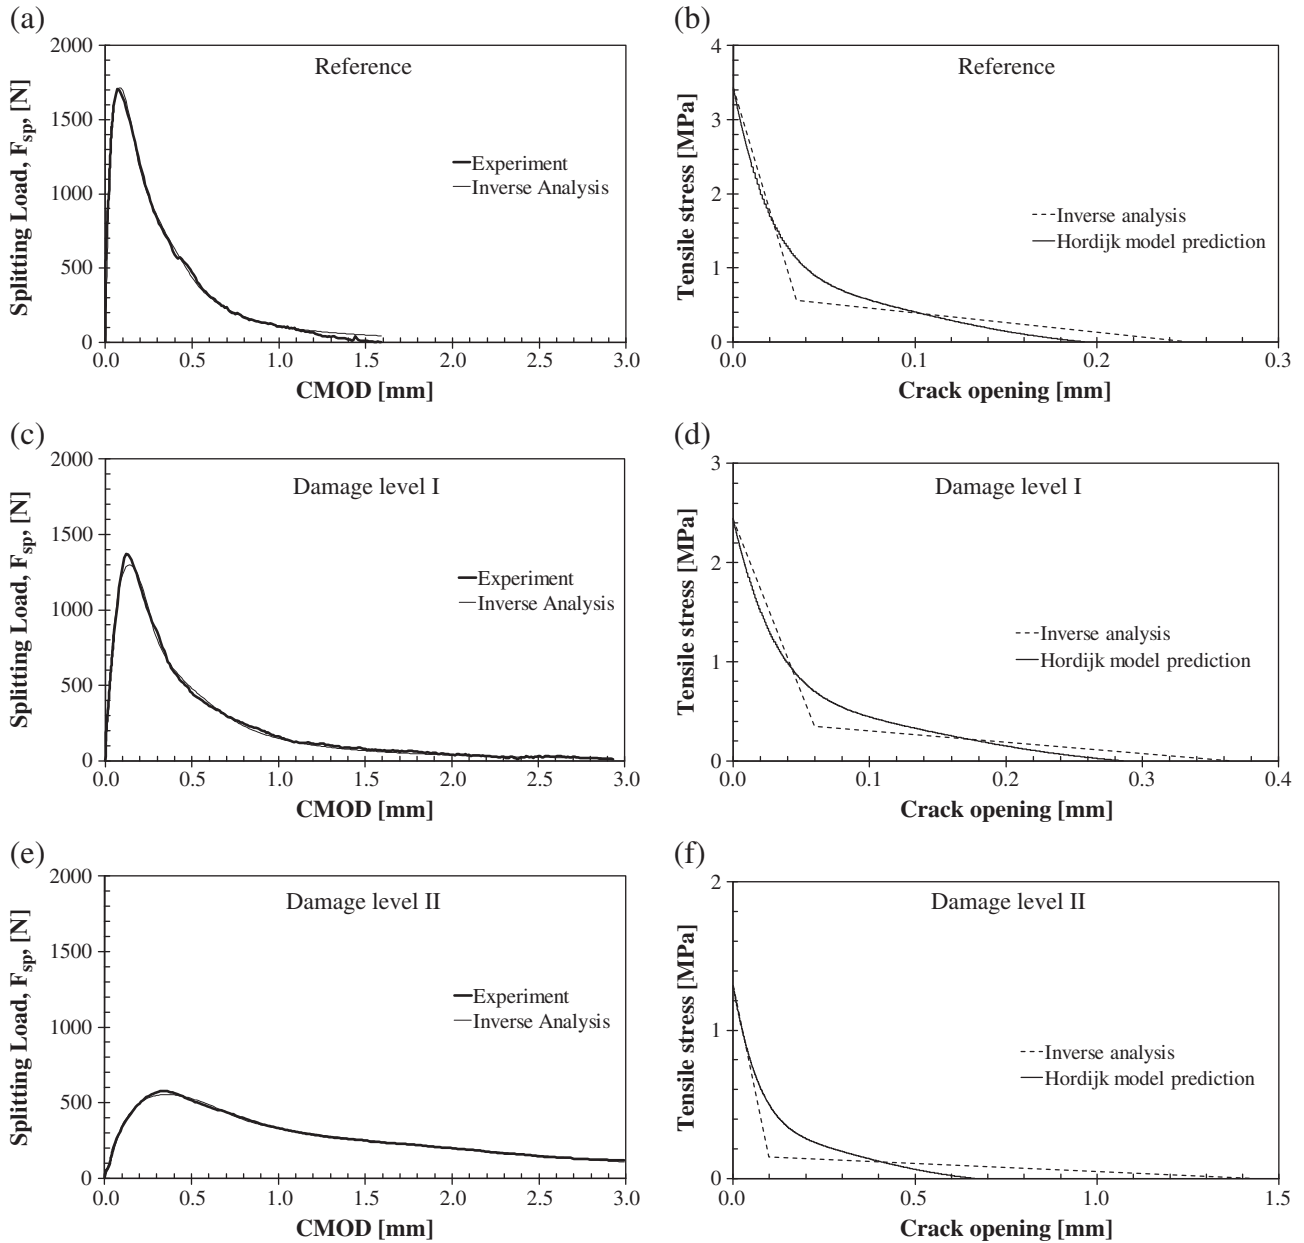 (a)
2000
1500
1000
500
0
Splitting Load, Fsp, [N]
Reference
Experiment
Inverse Analysis
0.0 0.5 1.0 1.5 2.0 2.5 3.0
CMOD [mm]
(b)
4
3
2
1
0
Tensile stress [MPa]
Reference
Inverse analysis
Hordijk model prediction
0.0 0.1 0.2 0.3
Crack opening [mm]
(c)
2000
1500
1000
500
0
Splitting Load, Fsp, [N]
Damage level I
Experiment
Inverse Analysis
0.0 0.5 1.0 1.5 2.0 2.5 3.0
CMOD [mm]
(d)
3
2
1
0
Tensile stress [MPa]
Damage level I
Inverse analysis
Hordijk model prediction
0.0 0.1 0.2 0.3 0.4
Crack opening [mm]
(e)
2000
1500
1000
500
0
Splitting Load, Fsp, [N]
Damage level II
Experiment
Inverse Analysis
0.0 0.5 1.0 1.5 2.0 2.5 3.0
CMOD [mm]
(f)
2
1
0
Tensile stress [MPa]
Damage level II
Inverse analysis
Hordijk model prediction
0.0 0.5 1.0 1.5
Crack opening [mm]